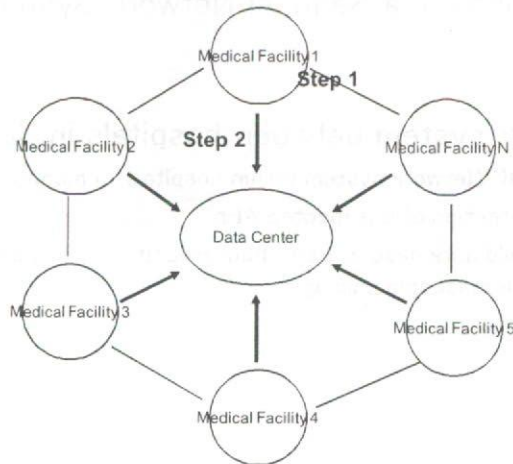 Medical Facility 1
Step 1
Medical Facility 2
Step 2
Medical Facility N
Data Center
Medical Facility 3
Medical Facility 5
Medical Facility 4